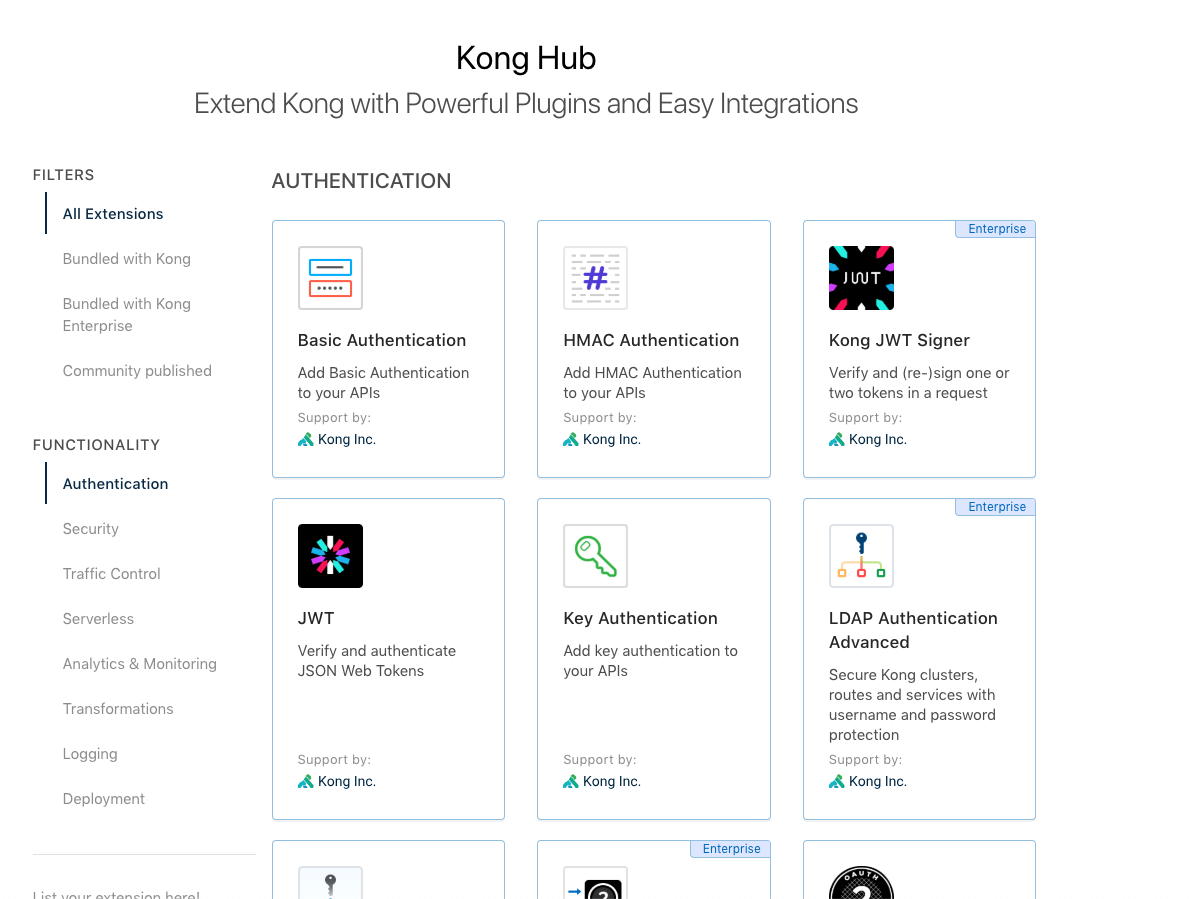 Kong Hub
Extend Kong with Powerful Plugins and Easy Integrations
FILTERS
All Extensions
Bundled with Kong
Bundled with Kong
Enterprise
Community published
FUNCTIONALITY
Authentication
Security
Traffic Control
Serverless
Analytics & Monitoring
Transformations
Logging
Deployment
List your extension here!
AUTHENTICATION
Basic Authentication
Add Basic Authentication
to your APIs
Support by:
Kong Inc.
#
HMAC Authentication
Add HMAC Authentication
to your APIs
Support by:
Kong Inc.
Enterprise
JWT
Kong JWT Signer
Verify and (re-)sign one or
two tokens in a request
Support by:
Kong Inc.
JWT
Verify and authenticate
JSON Web Tokens
Support by:
Kong Inc.
Key Authentication
Add key authentication to
your APIs
Support by:
Kong Inc.
Enterprise
LDAP Authentication
Advanced
Secure Kong clusters,
routes and services with
username and password
protection
Support by:
Kong Inc.
Enterprise
2
OAUTH
2